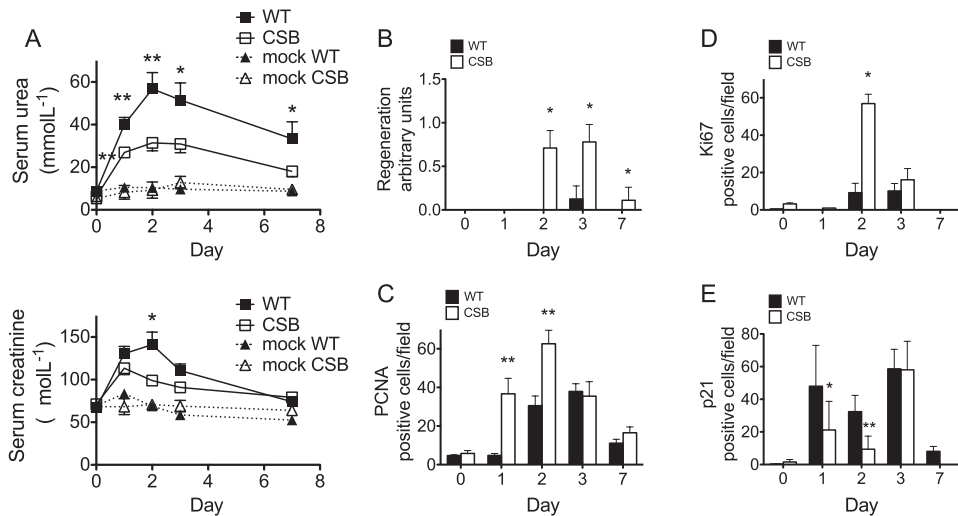 A
WT
CSB
mock WT
mock CSB
**
**
**
*
*
Serum urea
(mmolL-1)
60
40
20
0
0 2 4 6 8
Day
WT
CSB
mock WT
mock CSB
*
Serum creatinine
( molL-1)
150
100
50
0
0 2 4 6 8
Day
B
WT
CSB
Regeneration
arbitrary units
1.5
1.0
0.5
0.0
* * *
0 1 2 3 7
Day
C
WT
CSB
PCNA
positive cells/field
60
40
20
0
** **
0 1 2 3 7
Day
D
WT
CSB
Ki67
positive cells/field
60
40
20
0
*
0 1 2 3 7
Day
E
WT
CSB
p21
positive cells/field
80
60
40
20
0
* **
0 1 2 3 7
Day